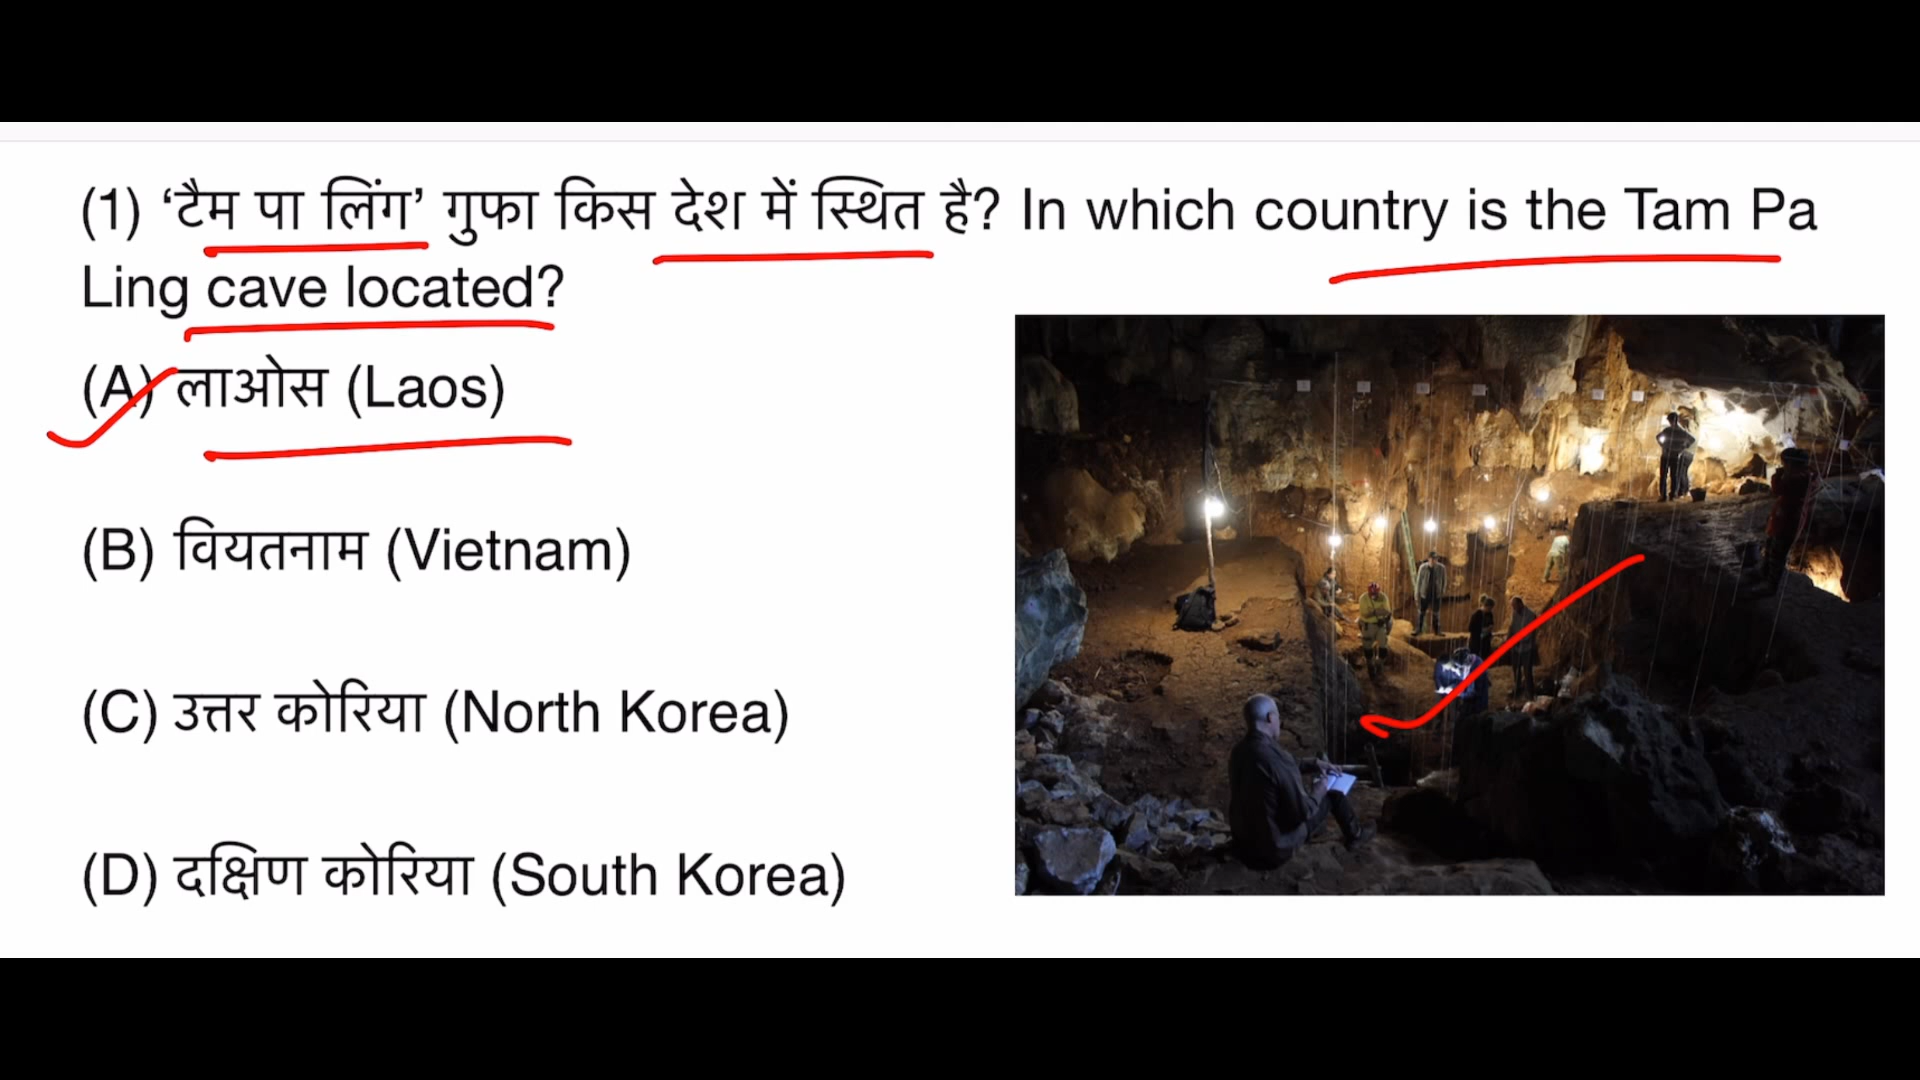 (1) ‘टैम पा लिंग’ गुफा किस देश में स्थित है? In which country is the Tam Pa
Ling cave located?
(A) लाओस (Laos)
(B) वियतनाम (Vietnam)
(C) उत्तर कोरिया (North Korea)
(D) दक्षिण कोरिया (South Korea)